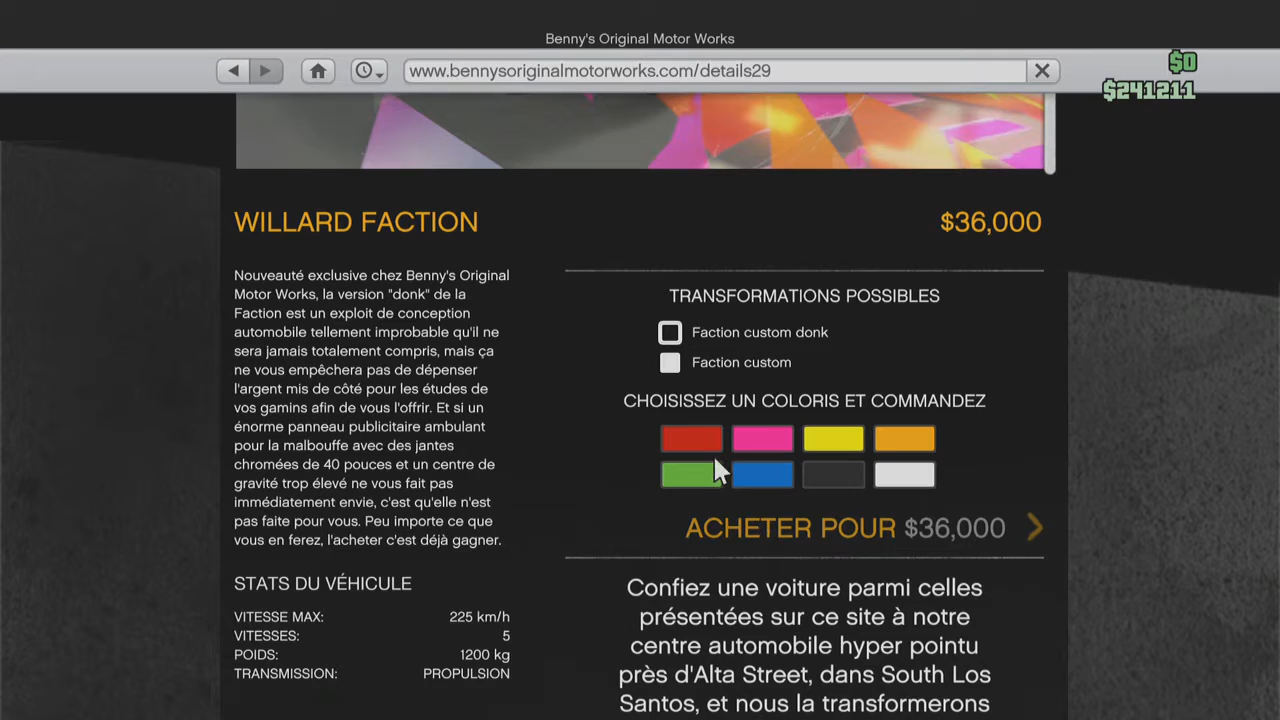 Benny's Original Motor Works
www.bennysoriginalmotorworks.com/details29
$0
$241211
WILLARD FACTION
$36,000
Nouveauté exclusive chez Benny's Original
Motor Works, la version "donk" de la
Faction est un exploit de conception
automobile tellement improbable qu'il ne
sera jamais totalement compris, mais ça
ne vous empêchera pas de dépenser
l'argent mis de côté pour les études de
vos gamins afin de vous l'offrir. Et si un
énorme panneau publicitaire ambulant
pour la malbouffe avec des jantes
chromées de 40 pouces et un centre de
gravité trop élevé ne vous fait pas
immédiatement envie, c'est qu'elle n'est
pas faite pour vous. Peu importe ce que
vous en ferez, l'acheter c'est déjà gagner.
STATS DU VÉHICULE
VITESSE MAX: 225 km/h
VITESSES: 5
POIDS: 1200 kg
TRANSMISSION: PROPULSION
TRANSFORMATIONS POSSIBLES
Faction custom donk
Faction custom
CHOISISSEZ UN COLORIS ET COMMANDEZ
ACHETER POUR $36,000
Confiez une voiture parmi celles
présentées sur ce site à notre
centre automobile hyper pointu
près d'Alta Street, dans South Los
Santos, et nous la transformerons